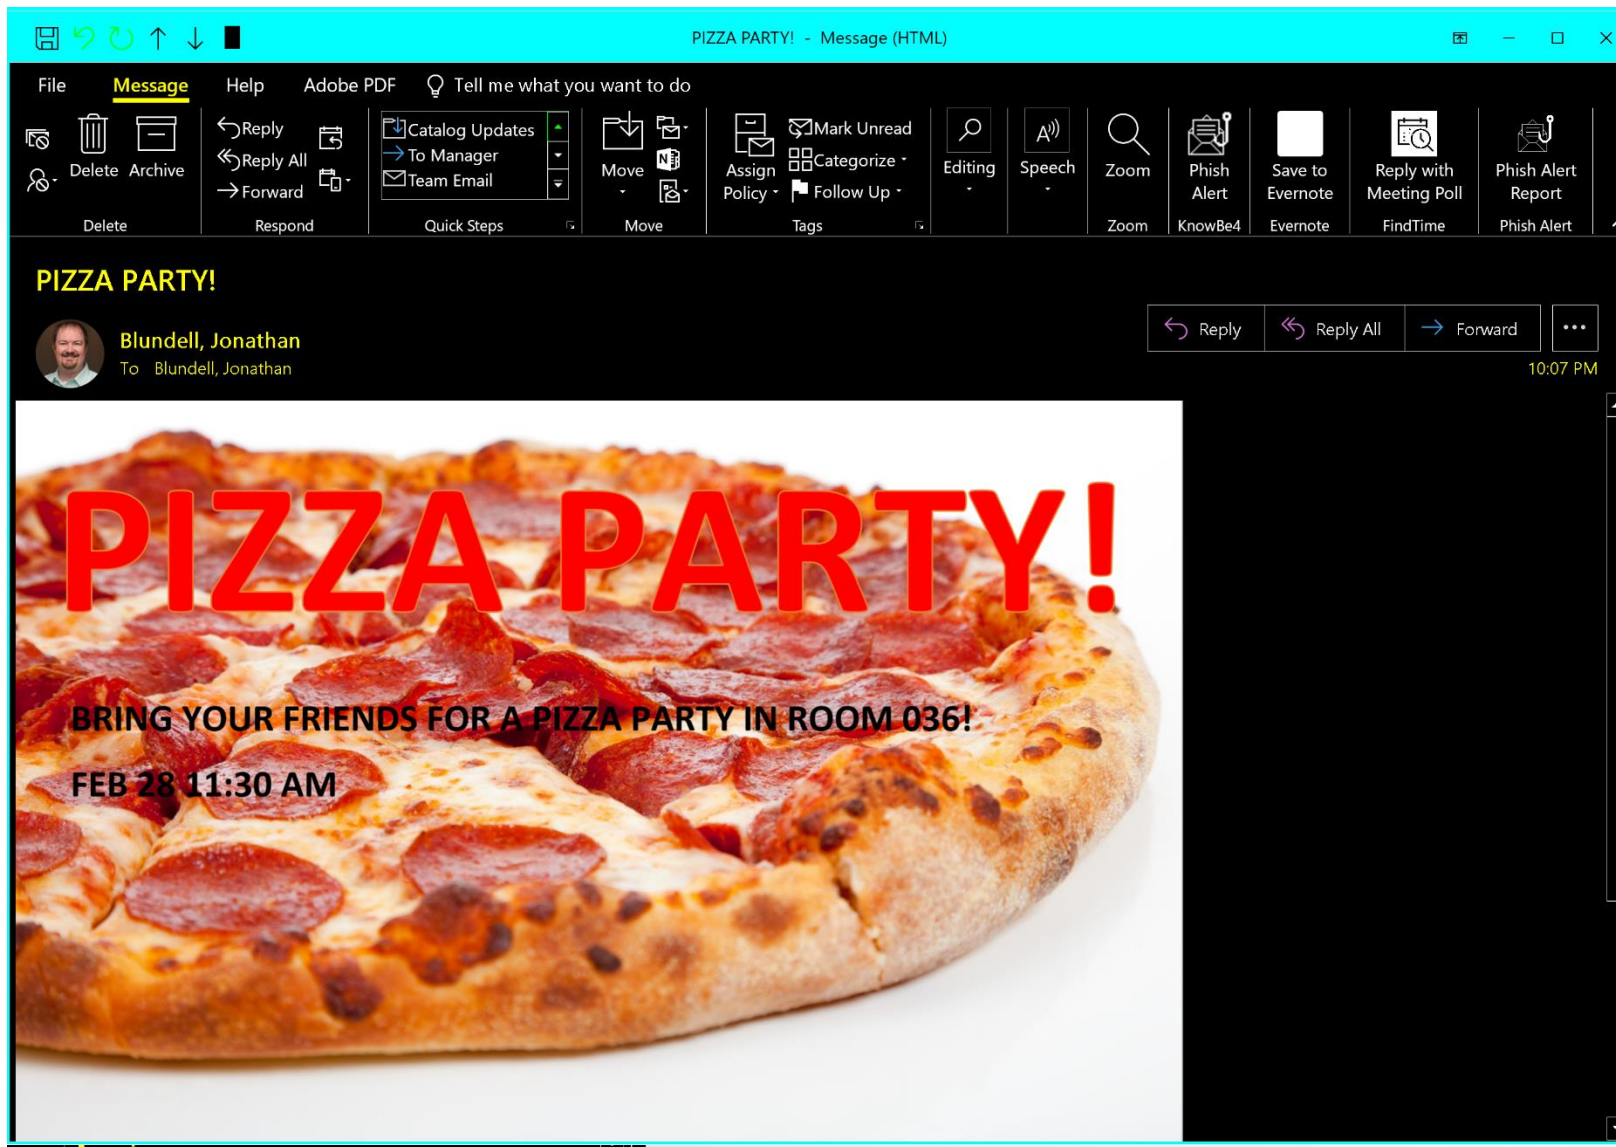 PIZZA PARTY! - Message (HTML)
File Message Help Adobe PDF Tell me what you want to do
Delete Archive
Delete
Reply
Reply All
Forward
Respond
Catalog Updates
To Manager
Team Email
Quick Steps
Move
Move
Assign
Policy
Mark Unread
Categorize
Follow Up
Tags
Editing
Speech
Zoom
Zoom
Phish
Alert
KnowBe4
Save to
Evernote
Evernote
Reply with
Meeting Poll
FindTime
Phish Alert
Report
Phish Alert
PIZZA PARTY!
Blundell, Jonathan
To Blundell, Jonathan
Reply Reply All Forward
10:07 PM
PIZZA PARTY!
BRING YOUR FRIENDS FOR A PIZZA PARTY IN ROOM 036!
FEB 28 11:30 AM